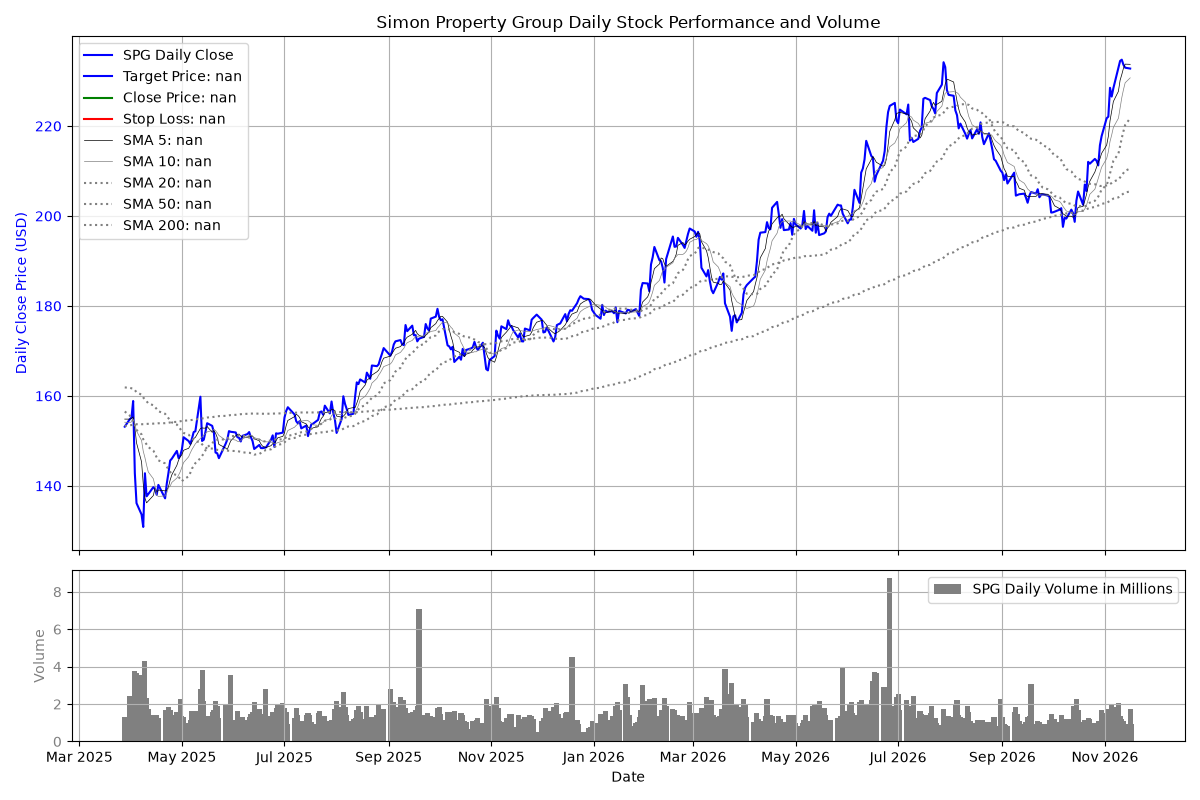 Simon Property Group Daily Stock Performance and Volume
SPG Daily Close
Target Price: nan
Close Price: nan
Stop Loss: nan
SMA 5: nan
SMA 10: nan
SMA 20: nan
SMA 50: nan
SMA 200: nan
Daily Close Price (USD)
220
200
180
160
140
SPG Daily Volume in Millions
Volume
8
6
4
2
0
Mar 2025 May 2025 Jul 2025 Sep 2025 Nov 2025 Jan 2026 Mar 2026 May 2026 Jul 2026 Sep 2026 Nov 2026
Date